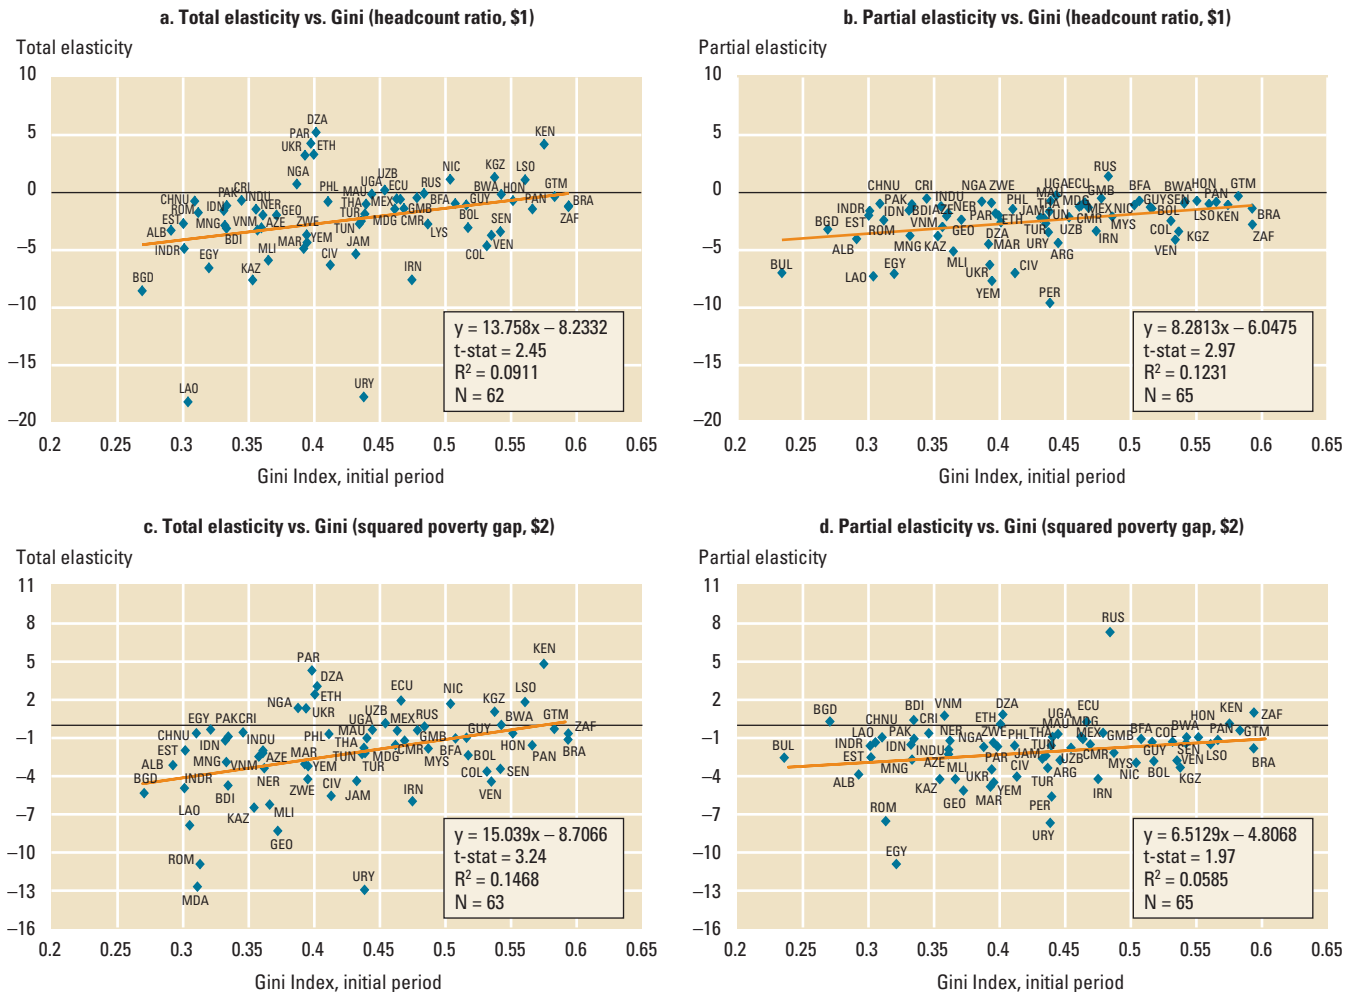 a. Total elasticity vs. Gini (headcount ratio, $1)
Total elasticity
10
5
0
–5
–10
–15
–20
DZA
PAR
UKR ETH
KEN
NGA
UZB
NIC
KGZ
LSO
CRI
PHL
UGA
ECU
RUS
BWA HON
GTM
CHNU
PAK
INDU
MAU
BFA
GUY
PAN
BRA
ROM
IDN
NER
GEO
THA
MEX
GMB
EST
TUR
BOL
ZAF
MNG
VNM
AZE
ZWE
TUN
MDG CMR
LYS
SEN
ALB
BDI
MAR YEM
JAM
COL
VEN
INDR
EGY
MLI
CIV
IRN
BGD
KAZ
LAO
URY
y = 13.758x – 8.2332
t-stat = 2.45
R² = 0.0911
N = 62
0.2 0.25 0.3 0.35 0.4 0.45 0.5 0.55 0.6 0.65
Gini Index, initial period
b. Partial elasticity vs. Gini (headcount ratio, $1)
Partial elasticity
10
5
0
–5
–10
–15
–20
RUS
CHNU
CRI
INDU
NGA ZWE
UGA ECU
BFA
BWA HON
GTM
PAK
PHL
MAU
GMB
PAN
INDR
IDN
BDI AZE NER
THA MDG
MEX NIC
GUY SEN
BRA
EST
PAR
JAM
TUN
BOL
LSO KEN
BGD
ROM
VNM
GEO
ETH
TUR
CMR
MYS
COL
ZAF
ALB
MNG KAZ
DZA
MAR
URY
UZB
IRN
KGZ
MLI
ARG
VEN
BUL
LAO
EGY
UKR
CIV
YEM
PER
y = 8.2813x – 6.0475
t-stat = 2.97
R² = 0.1231
N = 65
0.2 0.25 0.3 0.35 0.4 0.45 0.5 0.55 0.6 0.65
Gini Index, initial period
c. Total elasticity vs. Gini (squared poverty gap, $2)
Total elasticity
11
8
5
2
–1
–4
–7
–10
–13
–16
PAR
KEN
DZA
ECU
NIC
NGA
ETH
UKR
KGZ
LSO
UZB
EGY PAK CRI
UGA
RUS
BWA
GTM
CHNU
PHL
MAU
MEX
GUY
ZAF
IDN
INDU
THA
GMB
MNG
AZE
MAR
TUN
CMR
BFA
HON
VNM
YEM
MDG
MYS
BOL
PAN
BRA
ALB
TUR
COL SEN
BGD
INDR
NER
ZWE
VEN
BDI
CIV
JAM
IRN
LAO
KAZ
MLI
GEO
ROM
MDA
URY
y = 15.039x – 8.7066
t-stat = 3.24
R² = 0.1468
N = 63
0.2 0.25 0.3 0.35 0.4 0.45 0.5 0.55 0.6 0.65
Gini Index, initial period
d. Partial elasticity vs. Gini (squared poverty gap, $2)
Partial elasticity
11
8
5
2
–1
–4
–7
–10
–13
–16
RUS
BGD
BDI
VNM
DZA
ECU
KEN
ZEM
CHNU
ETH
UGA
HON
PAK
CRI
MAU
MDG
BFA
BWA
PAN
INDR
IDN
NER
NGA
JAM
THA
MEX
GMB
COL
GTM
BUL
EST
INDU
TUN
CMR
GUY
SEN
LSO
MNG
AZE
MLI
PAR
UZB
MYS
VEN
BRA
ALB
UKR
CIV
ARG
NIC
BOL
KGZ
KAZ
TUR
IRN
GEO
MAR
YEM
PER
ROM
URY
EGY
y = 6.5129x – 4.8068
t-stat = 1.97
R² = 0.0585
N = 65
0.2 0.25 0.3 0.35 0.4 0.45 0.5 0.55 0.6 0.65
Gini Index, initial period